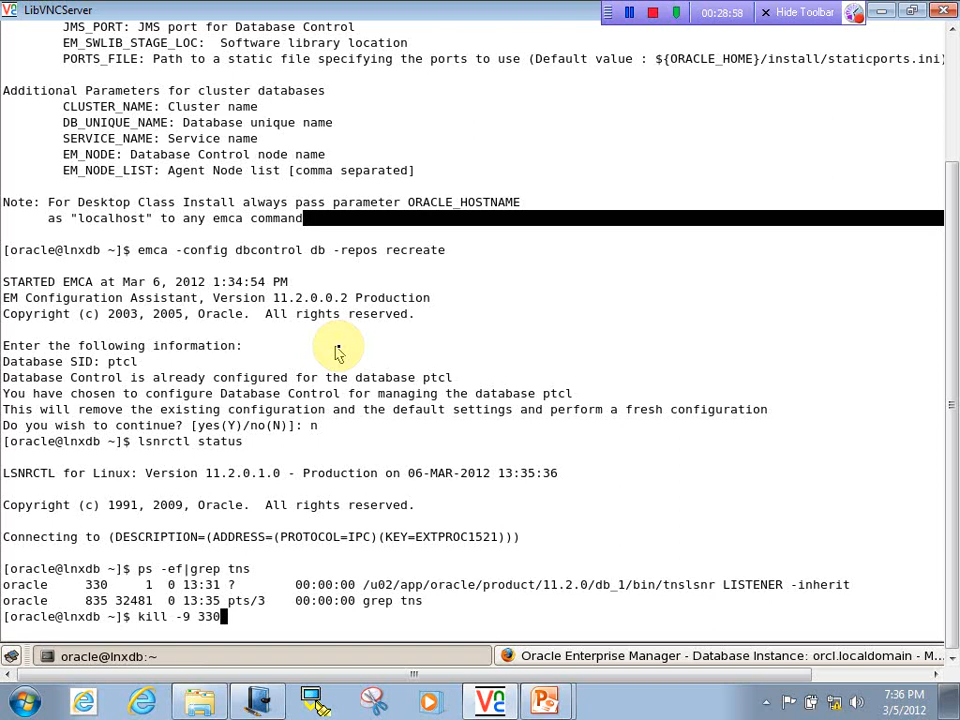 LibVNCServer
00:28:58
Hide Toolbar
JMS_PORT: JMS port for Database Control
EM_SWLIB_STAGE_LOC:  Software library location
PORTS_FILE: Path to a static file specifying the ports to use (Default value : ${ORACLE_HOME}/install/staticports.ini)
Additional Parameters for cluster databases
CLUSTER_NAME: Cluster name
DB_UNIQUE_NAME: Database unique name
SERVICE_NAME: Service name
EM_NODE: Database Control node name
EM_NODE_LIST: Agent Node list [comma separated]
Note: For Desktop Class Install always pass parameter ORACLE_HOSTNAME
as "localhost" to any emca command
[oracle@lnxdb ~]$ emca -config dbcontrol db -repos recreate
STARTED EMCA at Mar 6, 2012 1:34:54 PM
EM Configuration Assistant, Version 11.2.0.0.2 Production
Copyright (c) 2003, 2005, Oracle.  All rights reserved.
Enter the following information:
Database SID: ptcl
Database Control is already configured for the database ptcl
You have chosen to configure Database Control for managing the database ptcl
This will remove the existing configuration and the default settings and perform a fresh configuration
Do you wish to continue? [yes(Y)/no(N)]: n
[oracle@lnxdb ~]$ lsnrctl status
LSNRCTL for Linux: Version 11.2.0.1.0 - Production on 06-MAR-2012 13:35:36
Copyright (c) 1991, 2009, Oracle.  All rights reserved.
Connecting to (DESCRIPTION=(ADDRESS=(PROTOCOL=IPC)(KEY=EXTPROC1521)))
[oracle@lnxdb ~]$ ps -ef|grep tns
oracle     330     1  0 13:31 ?        00:00:00 /u02/app/oracle/product/11.2.0/db_1/bin/tnslsnr LISTENER -inherit
oracle     835 32481  0 13:35 pts/3    00:00:00 grep tns
[oracle@lnxdb ~]$ kill -9 330
oracle@lnxdb:~
Oracle Enterprise Manager - Database Instance: orcl.localdomain - M...
7:36 PM
3/5/2012